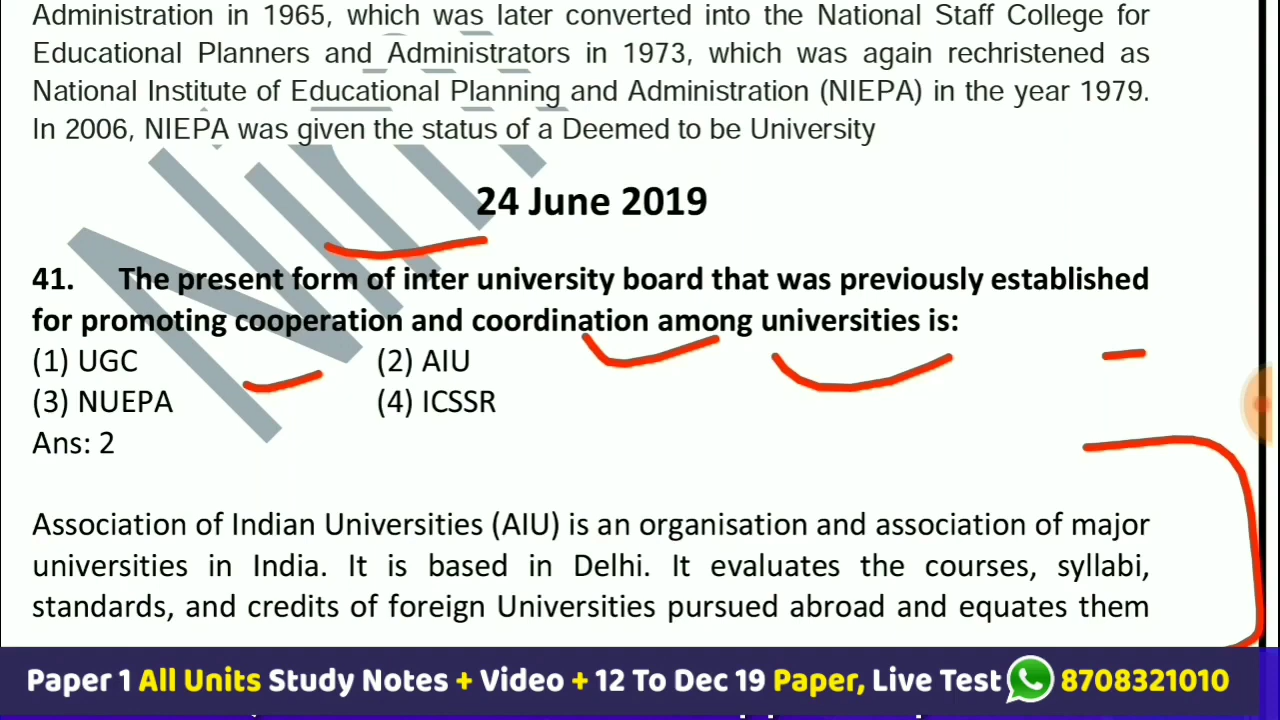 Administration in 1965, which was later converted into the National Staff College for
Educational Planners and Administrators in 1973, which was again rechristened as
National Institute of Educational Planning and Administration (NIEPA) in the year 1979.
In 2006, NIEPA was given the status of a Deemed to be University
24 June 2019
41. The present form of inter university board that was previously established
for promoting cooperation and coordination among universities is:
(1) UGC (2) AIU
(3) NUEPA (4) ICSSR
Ans: 2
Association of Indian Universities (AIU) is an organisation and association of major
universities in India. It is based in Delhi. It evaluates the courses, syllabi,
standards, and credits of foreign Universities pursued abroad and equates them
Paper 1 All Units Study Notes + Video + 12 To Dec 19 Paper, Live Test 8708321010